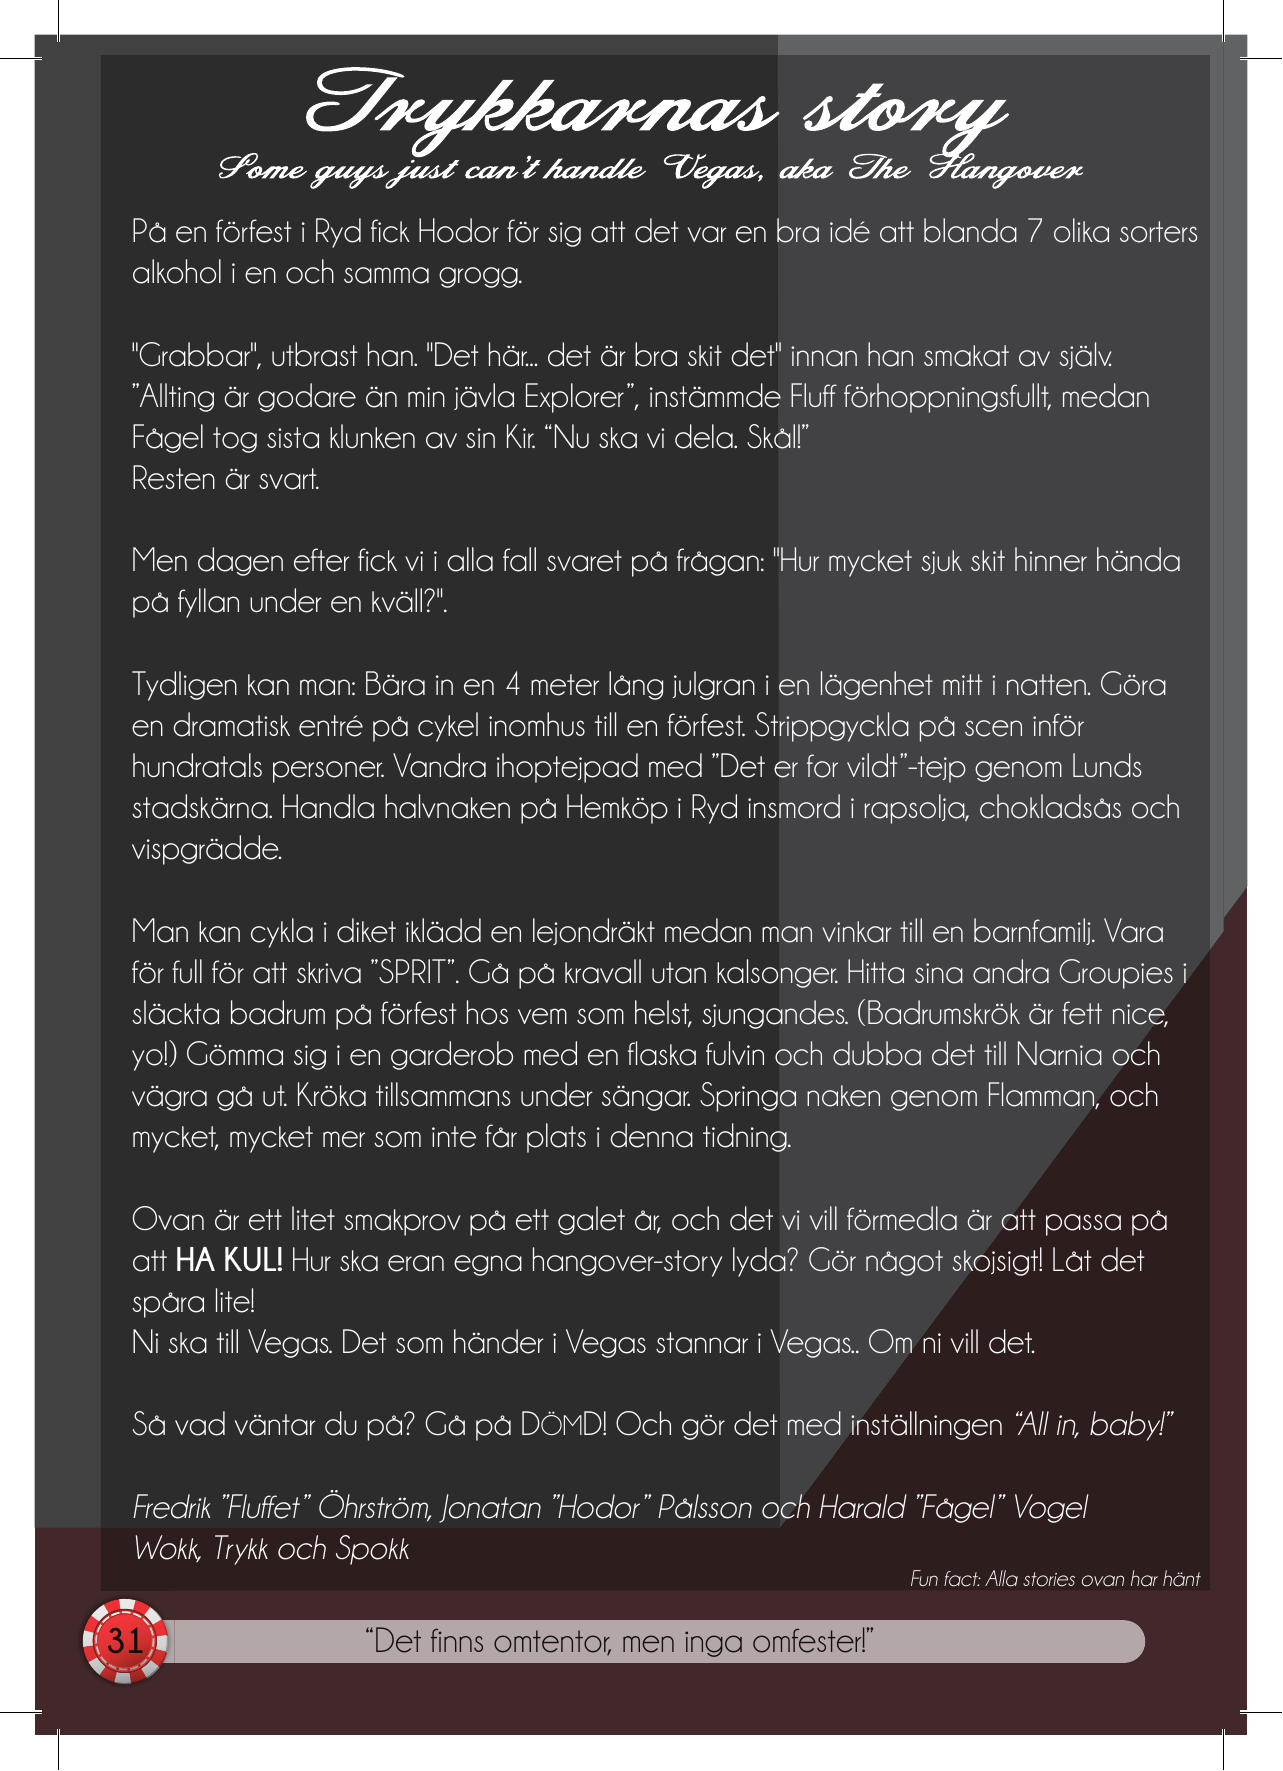 Trykkarnas story
Some guys just can't handle Vegas, aka The Hangover
På en förfest i Ryd fick Hodor för sig att det var en bra idé att blanda 7 olika sorters
alkohol i en och samma grogg.
"Grabbar", utbrast han. "Det här... det är bra skit det" innan han smakat av själv.
”Allting är godare än min jävla Explorer”, instämmde Fluff förhoppningsfullt, medan
Fågel tog sista klunken av sin Kir. “Nu ska vi dela. Skål!”
Resten är svart.
Men dagen efter fick vi i alla fall svaret på frågan: "Hur mycket sjuk skit hinner hända
på fyllan under en kväll?".
Tydligen kan man: Bära in en 4 meter lång julgran i en lägenhet mitt i natten. Göra
en dramatisk entré på cykel inomhus till en förfest. Strippgyckla på scen inför
hundratals personer. Vandra ihoptejpad med ”Det er for vildt”-tejp genom Lunds
stadskärna. Handla halvnaken på Hemköp i Ryd insmord i rapsolja, chokladsås och
vispgrädde.
Man kan cykla i diket iklädd en lejondräkt medan man vinkar till en barnfamilj. Vara
för full för att skriva ”SPRIT”. Gå på kravall utan kalsonger. Hitta sina andra Groupies i
släckta badrum på förfest hos vem som helst, sjungandes. (Badrumskrök är fett nice,
yo!) Gömma sig i en garderob med en flaska fulvin och dubba det till Narnia och
vägra gå ut. Kröka tillsammans under sängar. Springa naken genom Flamman, och
mycket, mycket mer som inte får plats i denna tidning.
Ovan är ett litet smakprov på ett galet år, och det vi vill förmedla är att passa på
att HA KUL! Hur ska eran egna hangover-story lyda? Gör något skojsigt! Låt det
spåra lite!
Ni ska till Vegas. Det som händer i Vegas stannar i Vegas.. Om ni vill det.
Så vad väntar du på? Gå på DÖMD! Och gör det med inställningen “All in, baby!”
Fredrik ”Fluffet” Öhrström, Jonatan ”Hodor” Pålsson och Harald ”Fågel” Vogel
Wokk, Trykk och Spokk
Fun fact: Alla stories ovan har hänt
31
“Det finns omtentor, men inga omfester!”